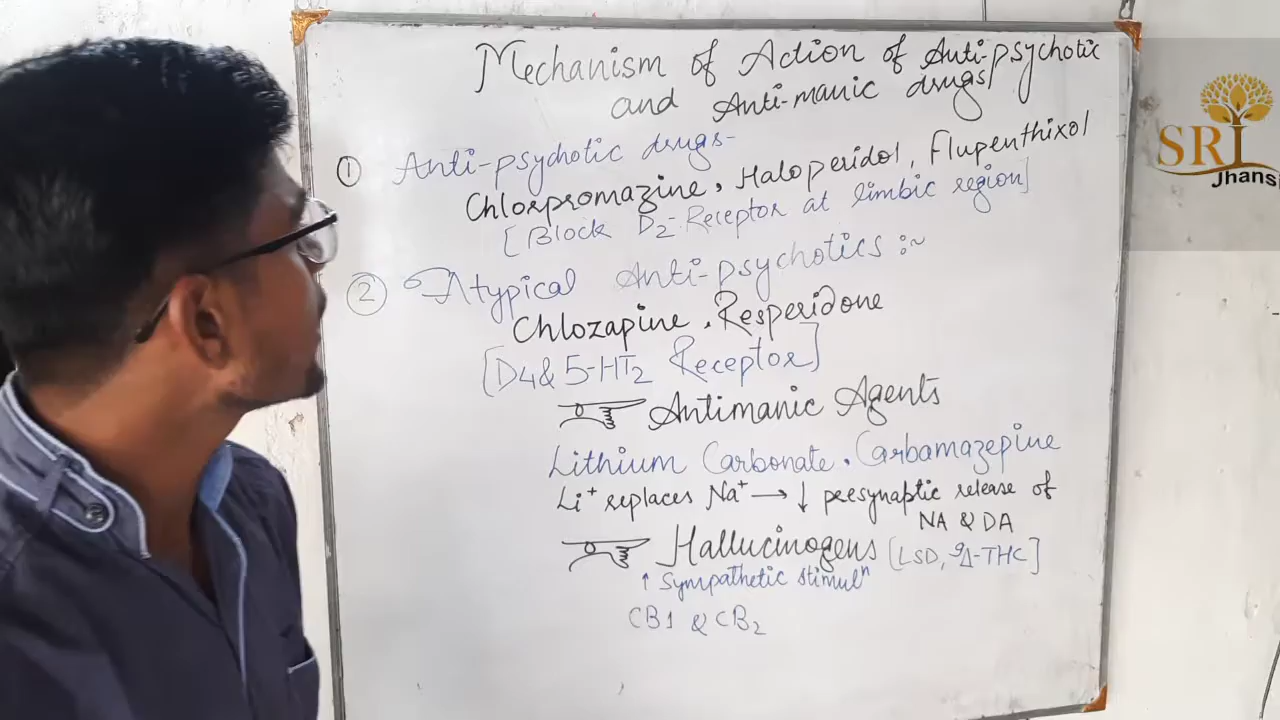 Mechanism of Action of Anti-psychotic
and Anti-manic drugs
① Anti-psychotic drugs-
Chlorpromazine, Haloperidol, Flupenthixol
[Block D2-Receptor at limbic region]
② Atypical Anti-psychotics :~
Chlozapine, Resperidone
[D4 & 5-HT2 Receptor]
Antimanic Agents
Lithium Carbonate, Carbamazepine
Li+ replaces Na+ → ↓ presynaptic release of
NA & DA
Hallucinogens [LSD, 9Δ-THC]
↑ Sympathetic stimuln
CB1 & CB2
SRI
Jhansi